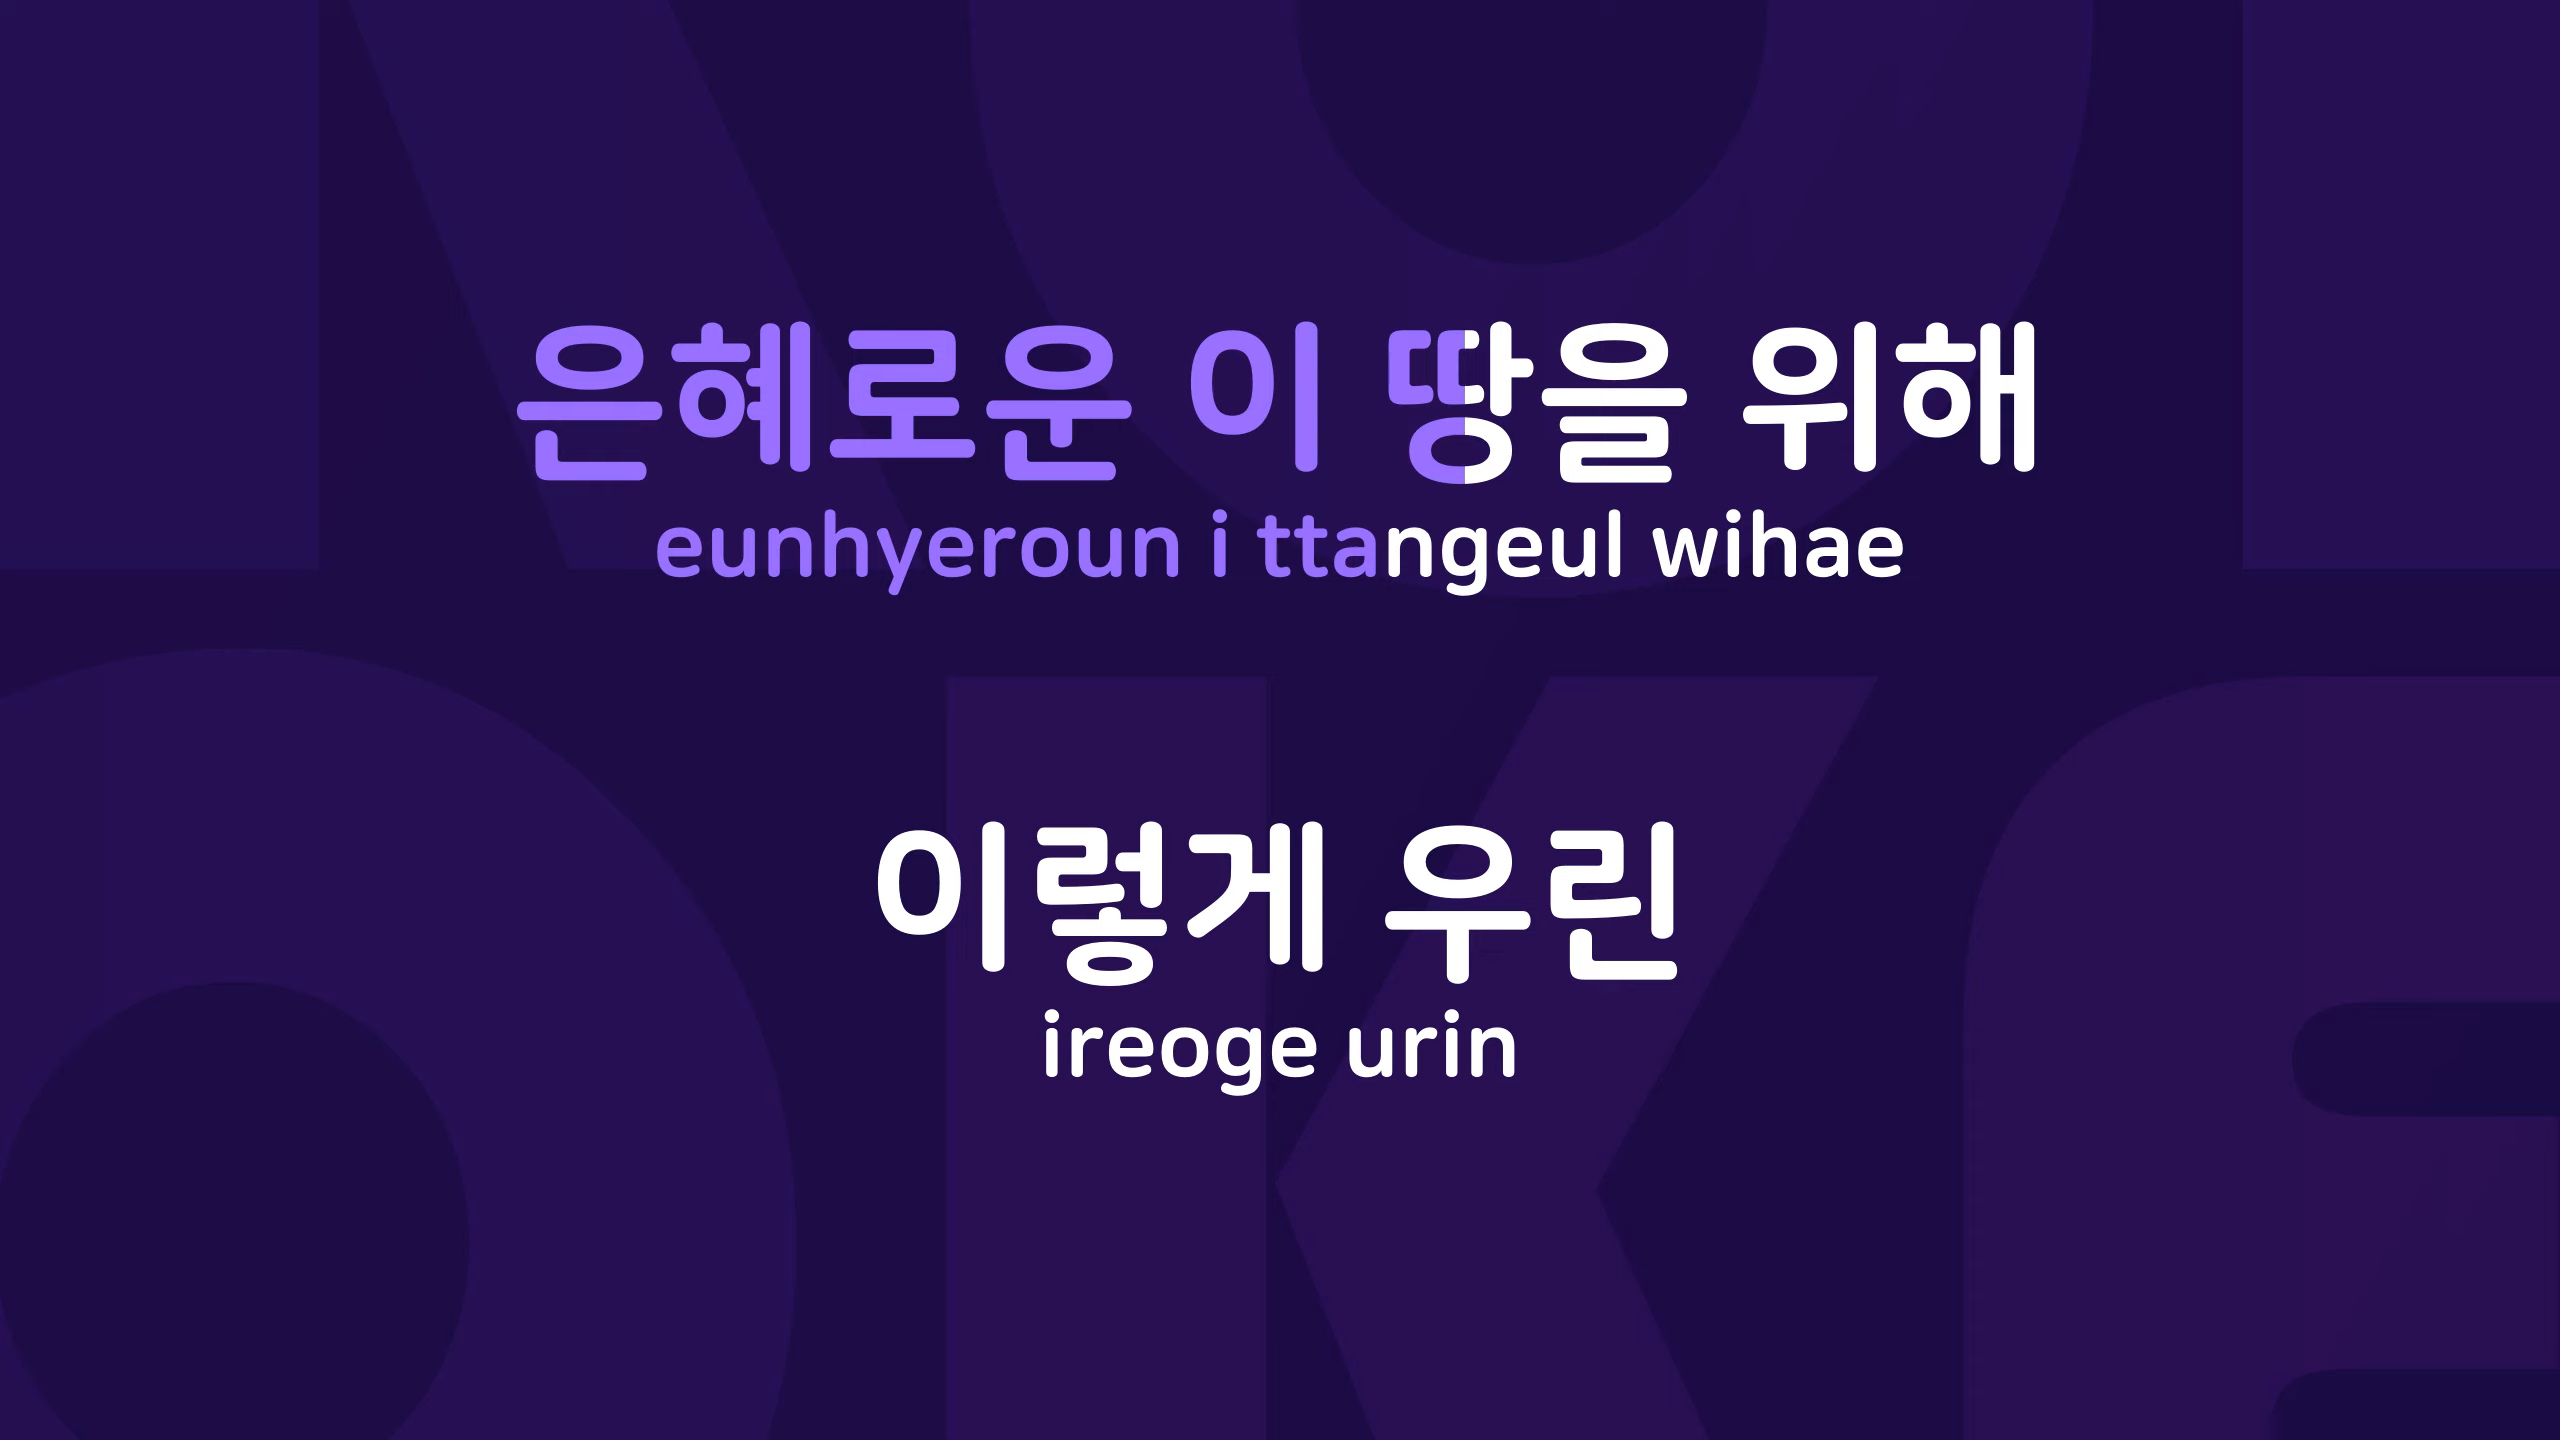 은혜로운 이 땅을 위해
eunhyeroun i ttangeul wihae
이렇게 우린
ireoge urin